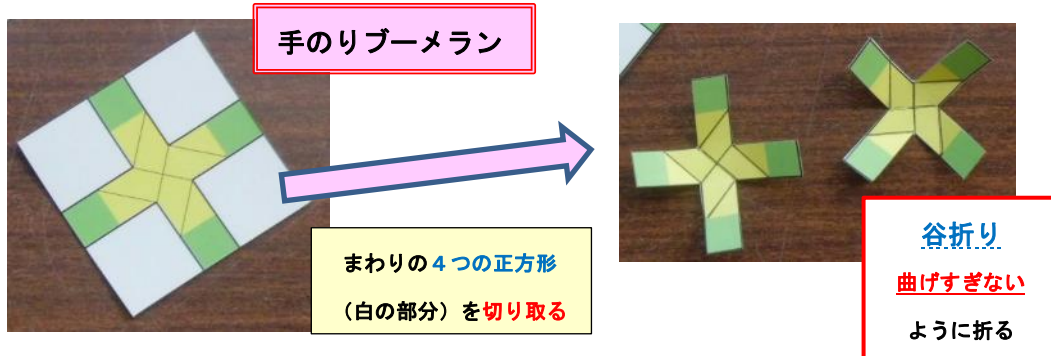 手のりブーメラン
まわりの４つの正方形
（白の部分）を切り取る
谷折り
曲げすぎない
ように折る